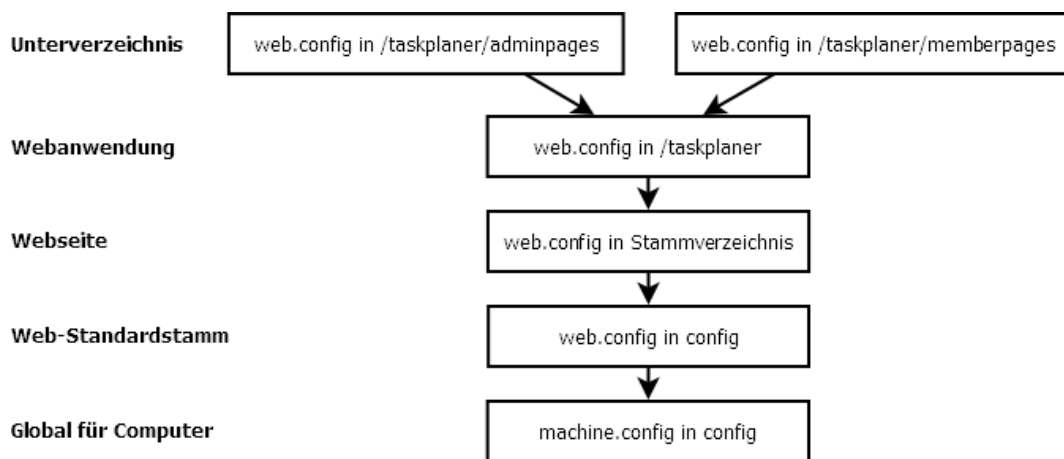 Unterverzeichnis
web.config in /taskplaner/adminpages
web.config in /taskplaner/memberpages
Webanwendung
web.config in /taskplaner
Webseite
web.config in Stammverzeichnis
Web-Standardstamm
web.config in config
Global für Computer
machine.config in config